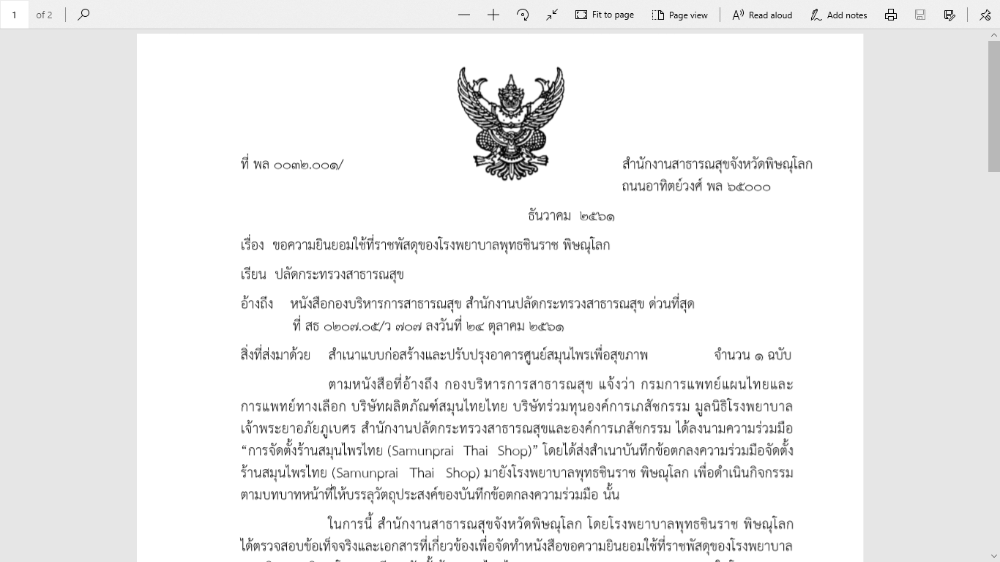 1 of 2 Fit to page Page view Read aloud Add notes
ที่ พล ๐๐๓๒.๐๐๑/ สำนักงานสาธารณสุขจังหวัดพิษณุโลก
ถนนอาทิตย์วงศ์ พล ๖๕๐๐๐
ธันวาคม ๒๕๖๑
เรื่อง ขอความยินยอมใช้ที่ราชพัสดุของโรงพยาบาลพุทธชินราช พิษณุโลก
เรียน ปลัดกระทรวงสาธารณสุข
อ้างถึง หนังสือกองบริหารการสาธารณสุข สำนักงานปลัดกระทรวงสาธารณสุข ด่วนที่สุด
ที่ สธ ๐๒๐๗.๐๕/ว ๗๐๗ ลงวันที่ ๒๔ ตุลาคม ๒๕๖๑
สิ่งที่ส่งมาด้วย สำเนาแบบก่อสร้างและปรับปรุงอาคารศูนย์สมุนไพรเพื่อสุขภาพ จำนวน ๑ ฉบับ
ตามหนังสือที่อ้างถึง กองบริหารการสาธารณสุข แจ้งว่า กรมการแพทย์แผนไทยและ
การแพทย์ทางเลือก บริษัทผลิตภัณฑ์สมุนไทยไทย บริษัทร่วมทุนองค์การเภสัชกรรม มูลนิธิโรงพยาบาล
เจ้าพระยาอภัยภูเบศร สำนักงานปลัดกระทรวงสาธารณสุขและองค์การเภสัชกรรม ได้ลงนามความร่วมมือ
“การจัดตั้งร้านสมุนไพรไทย (Samunprai Thai Shop)” โดยได้ส่งสำเนาบันทึกข้อตกลงความร่วมมือจัดตั้ง
ร้านสมุนไพรไทย (Samunprai Thai Shop) มายังโรงพยาบาลพุทธชินราช พิษณุโลก เพื่อดำเนินกิจกรรม
ตามบทบาทหน้าที่ให้บรรลุวัตถุประสงค์ของบันทึกข้อตกลงความร่วมมือ นั้น
ในการนี้ สำนักงานสาธารณสุขจังหวัดพิษณุโลก โดยโรงพยาบาลพุทธชินราช พิษณุโลก
ได้ตรวจสอบข้อเท็จจริงและเอกสารที่เกี่ยวข้องเพื่อจัดทำหนังสือขอความยินยอมใช้ที่ราชพัสดุของโรงพยาบาล